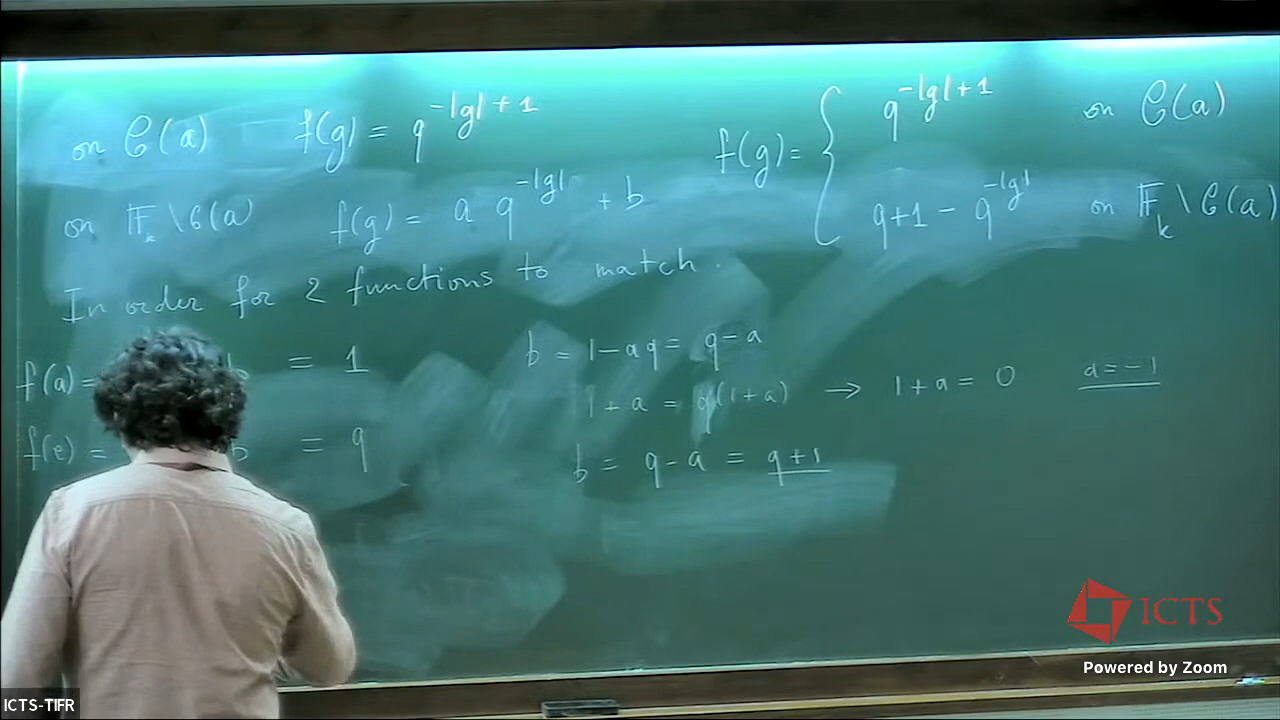 on 𝒞(a) f(g) = q^{-|g|+1}
on 𝔽_k \ 𝒞(a) f(g) = a q^{-|g|} + b
In order for 2 functions to match.
f(a)= b = 1
f(e) = b = q
b = 1-aq = q-a
1+a = q(1+a) → 1+a = 0 a=-1
b = q-a = q+1
f(g)= { q^{-|g|+1} on 𝒞(a)
q+1 - q^{-|g|} on 𝔽_k \ 𝒞(a)
ICTS
Powered by Zoom
ICTS-TIFR